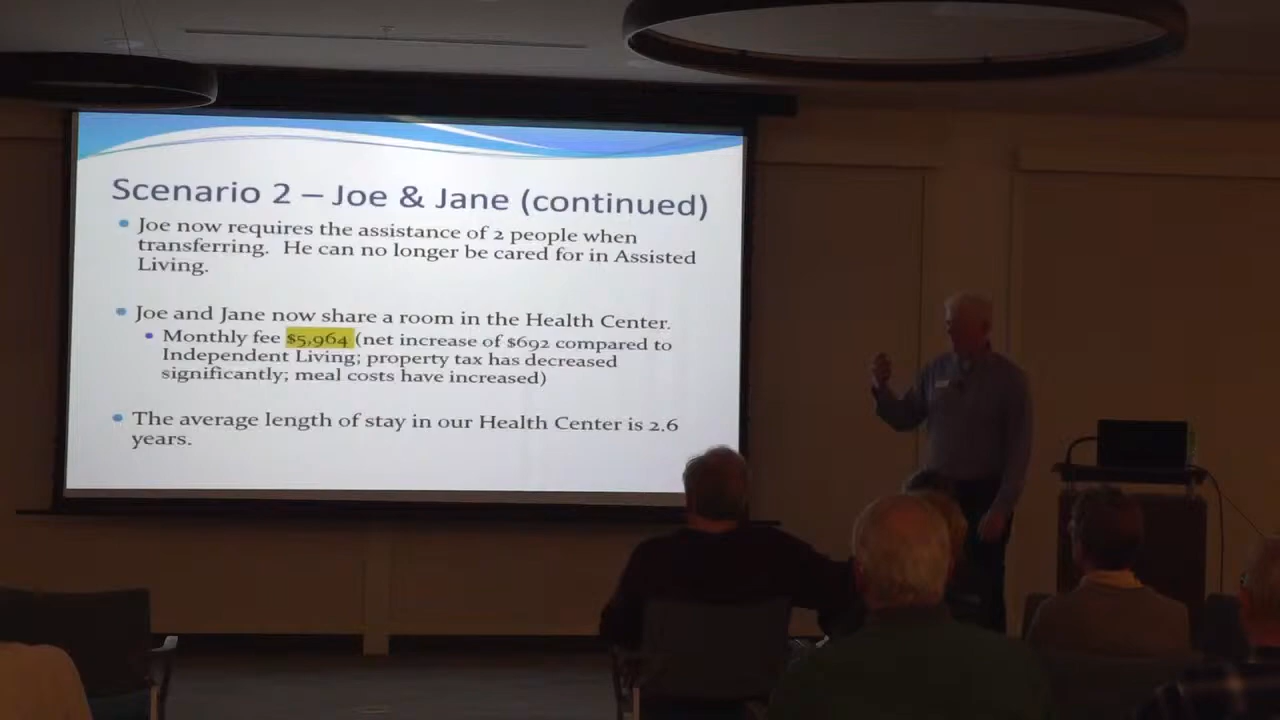 Scenario 2 – Joe & Jane (continued)
Joe now requires the assistance of 2 people when
transferring. He can no longer be cared for in Assisted
Living.
Joe and Jane now share a room in the Health Center.
Monthly fee $5,964 (net increase of $692 compared to
Independent Living; property tax has decreased
significantly; meal costs have increased)
The average length of stay in our Health Center is 2.6
years.